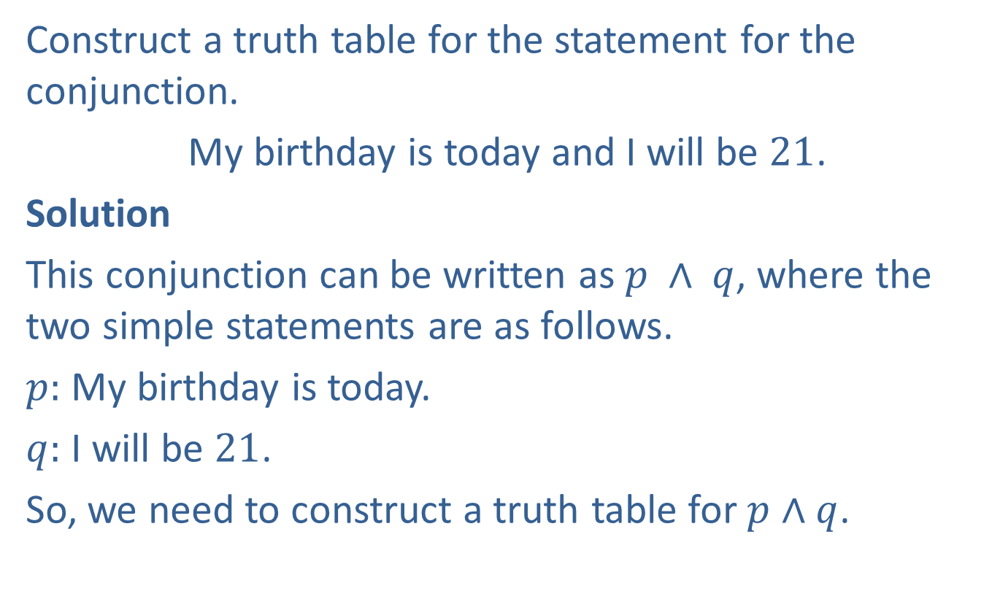 Construct a truth table for the statement for the
conjunction.
My birthday is today and I will be 21.
Solution
This conjunction can be written as p ∧ q, where the
two simple statements are as follows.
p: My birthday is today.
q: I will be 21.
So, we need to construct a truth table for p ∧ q.